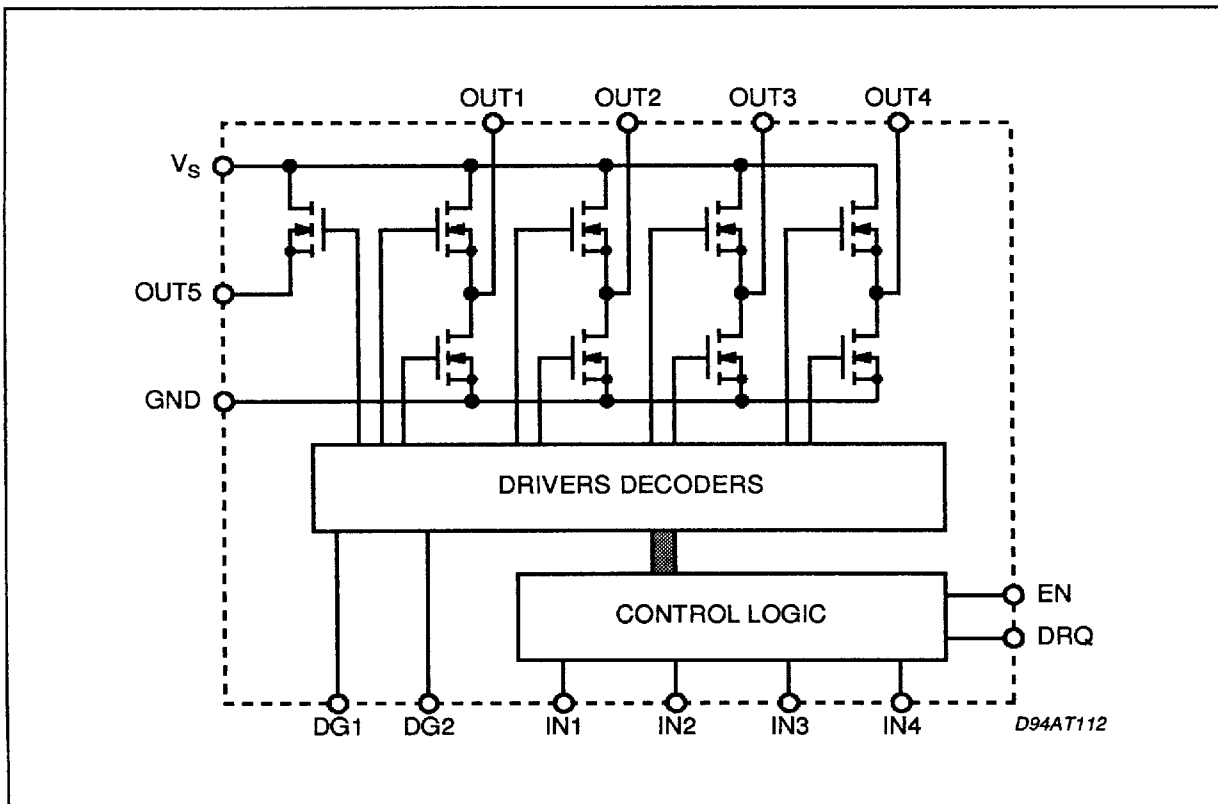 OUT1 OUT2 OUT3 OUT4
VS
OUT5
GND
DRIVERS DECODERS
CONTROL LOGIC
EN
DRQ
DG1 DG2 IN1 IN2 IN3 IN4
D94AT112